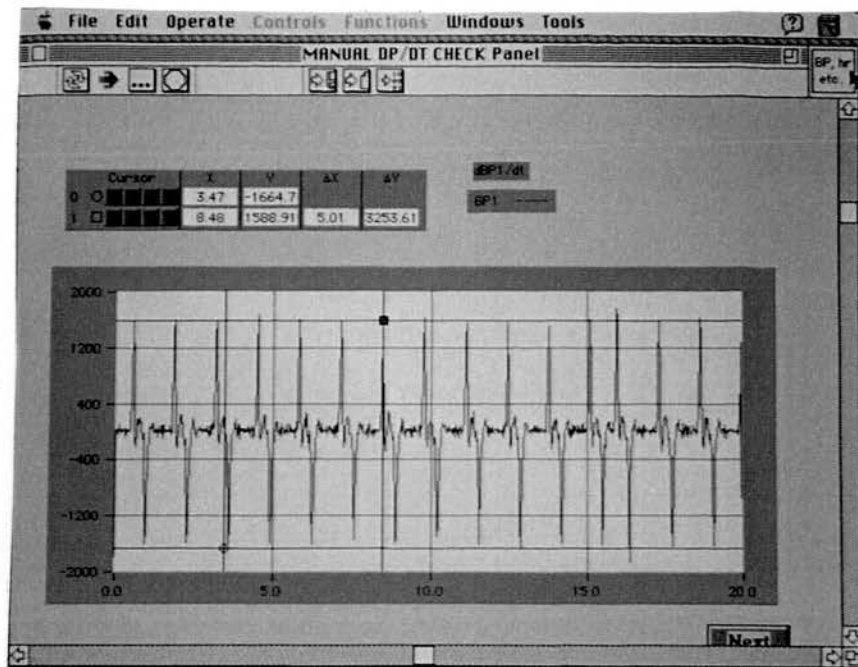 File Edit Operate Controls Functions Windows Tools
MANUAL DP/DT CHECK Panel
BP, hr
etc.
Cursor X Y ΔX ΔY
0 3.47 -1664.7
1 8.48 1588.91 5.01 3253.61
dBP1/dt
BP1
2000
1200
400
-400
-1200
-2000
0.0 5.0 10.0 15.0 20.0
Next